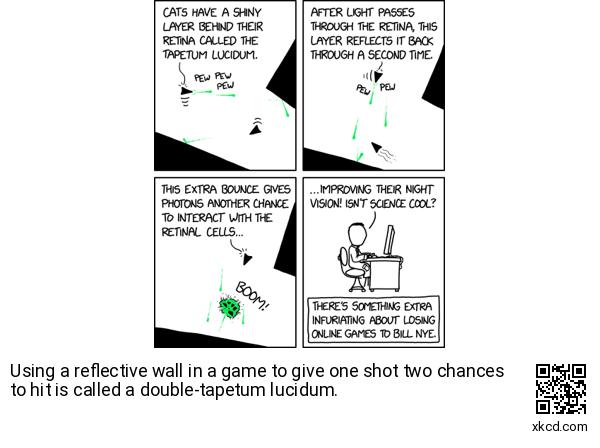 CATS HAVE A SHINY
LAYER BEHIND THEIR
RETINA CALLED THE
TAPETUM LUCIDUM.
PEW PEW
PEW
AFTER LIGHT PASSES
THROUGH THE RETINA, THIS
LAYER REFLECTS IT BACK
THROUGH A SECOND TIME.
PEW PEW
THIS EXTRA BOUNCE GIVES
PHOTONS ANOTHER CHANCE
TO INTERACT WITH THE
RETINAL CELLS...
BOOM!
...IMPROVING THEIR NIGHT
VISION! ISN'T SCIENCE COOL?
THERE'S SOMETHING EXTRA
INFURIATING ABOUT LOSING
ONLINE GAMES TO BILL NYE.
Using a reflective wall in a game to give one shot two chances
to hit is called a double-tapetum lucidum.
xkcd.com